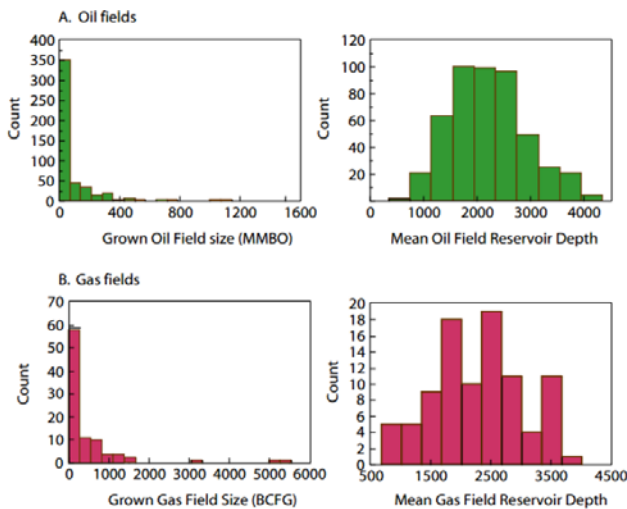 A. Oil fields
400
350
300
250
200
150
100
50
0
Count
0 400 800 1200 1600
Grown Oil Field size (MMBO)
120
100
80
60
40
20
Count
0 1000 2000 3000 4000
Mean Oil Field Reservoir Depth
B. Gas fields
70
60
50
40
30
20
10
0
Count
0 1000 2000 3000 4000 5000 6000
Grown Gas Field Size (BCFG)
20
18
16
14
12
10
8
6
4
2
0
Count
500 1500 2500 3500 4500
Mean Gas Field Reservoir Depth